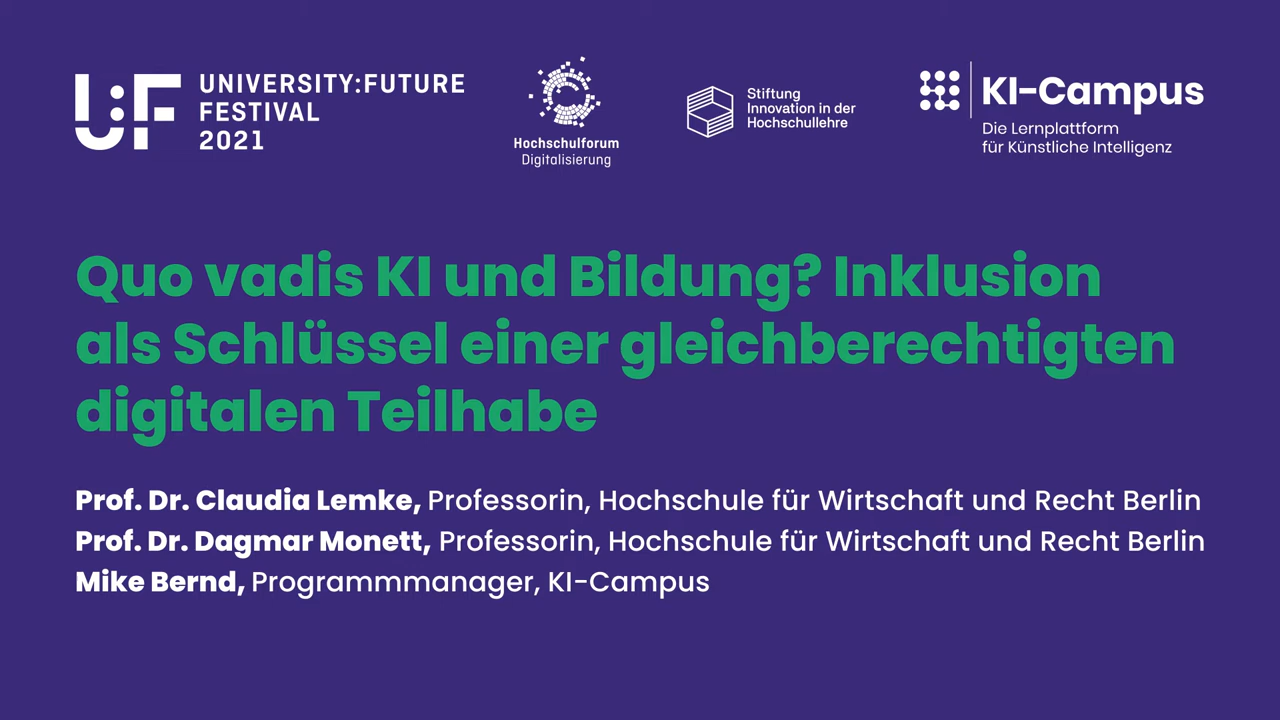 U:F
UNIVERSITY:FUTURE
FESTIVAL
2021
Hochschulforum
Digitalisierung
Stiftung
Innovation in der
Hochschullehre
KI-Campus
Die Lernplattform
für Künstliche Intelligenz
Quo vadis KI und Bildung? Inklusion
als Schlüssel einer gleichberechtigten
digitalen Teilhabe
Prof. Dr. Claudia Lemke, Professorin, Hochschule für Wirtschaft und Recht Berlin
Prof. Dr. Dagmar Monett, Professorin, Hochschule für Wirtschaft und Recht Berlin
Mike Bernd, Programmmanager, KI-Campus